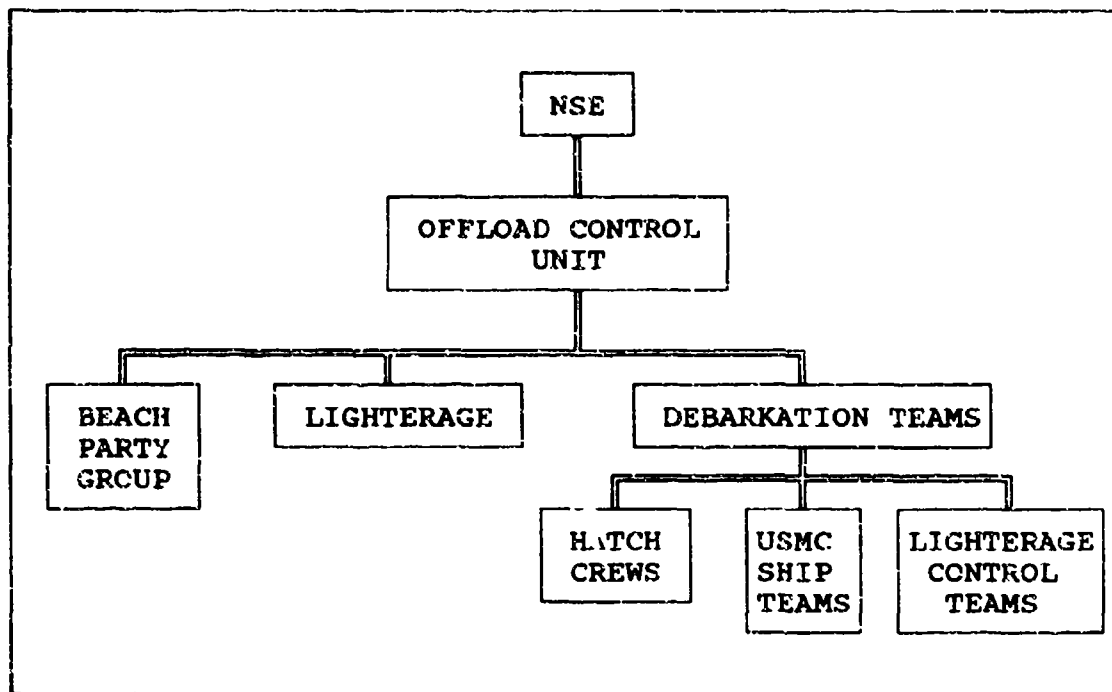 NSE
OFFLOAD CONTROL
UNIT
BEACH
PARTY
GROUP
LIGHTERAGE
DEBARKATION TEAMS
HATCH
CREWS
USMC
SHIP
TEAMS
LIGHTERAGE
CONTROL
TEAMS